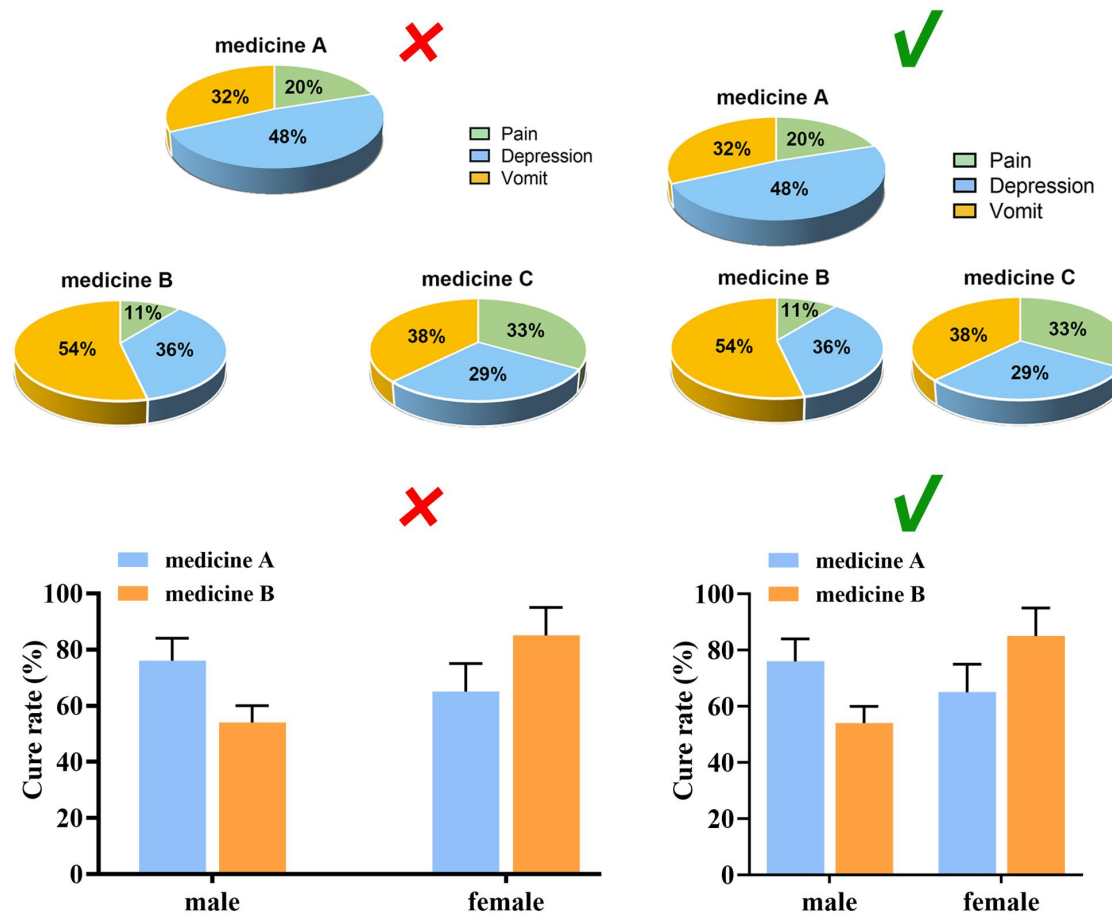 medicine A
32%
20%
48%
Pain
Depression
Vomit
medicine B
11%
54%
36%
medicine C
38%
33%
29%
medicine A
32%
20%
48%
Pain
Depression
Vomit
medicine B
11%
54%
36%
medicine C
38%
33%
29%
medicine A
medicine B
Cure rate (%)
100
80
60
40
20
0
male
female
medicine A
medicine B
Cure rate (%)
100
80
60
40
20
0
male
female